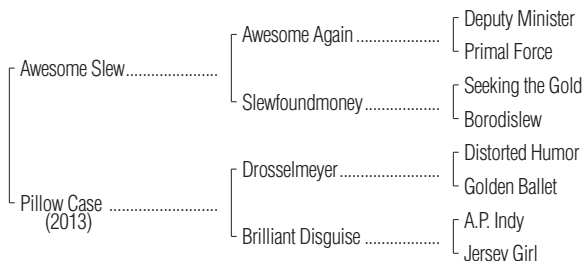 Deputy Minister
Awesome Again ....................
Primal Force
Awesome Slew......................
Seeking the Gold
Slewfoundmoney..................
Borodislew
Distorted Humor
Drosselmeyer........................
Golden Ballet
Pillow Case ..........................
(2013)
A.P. Indy
Brilliant Disguise ..................
Jersey Girl